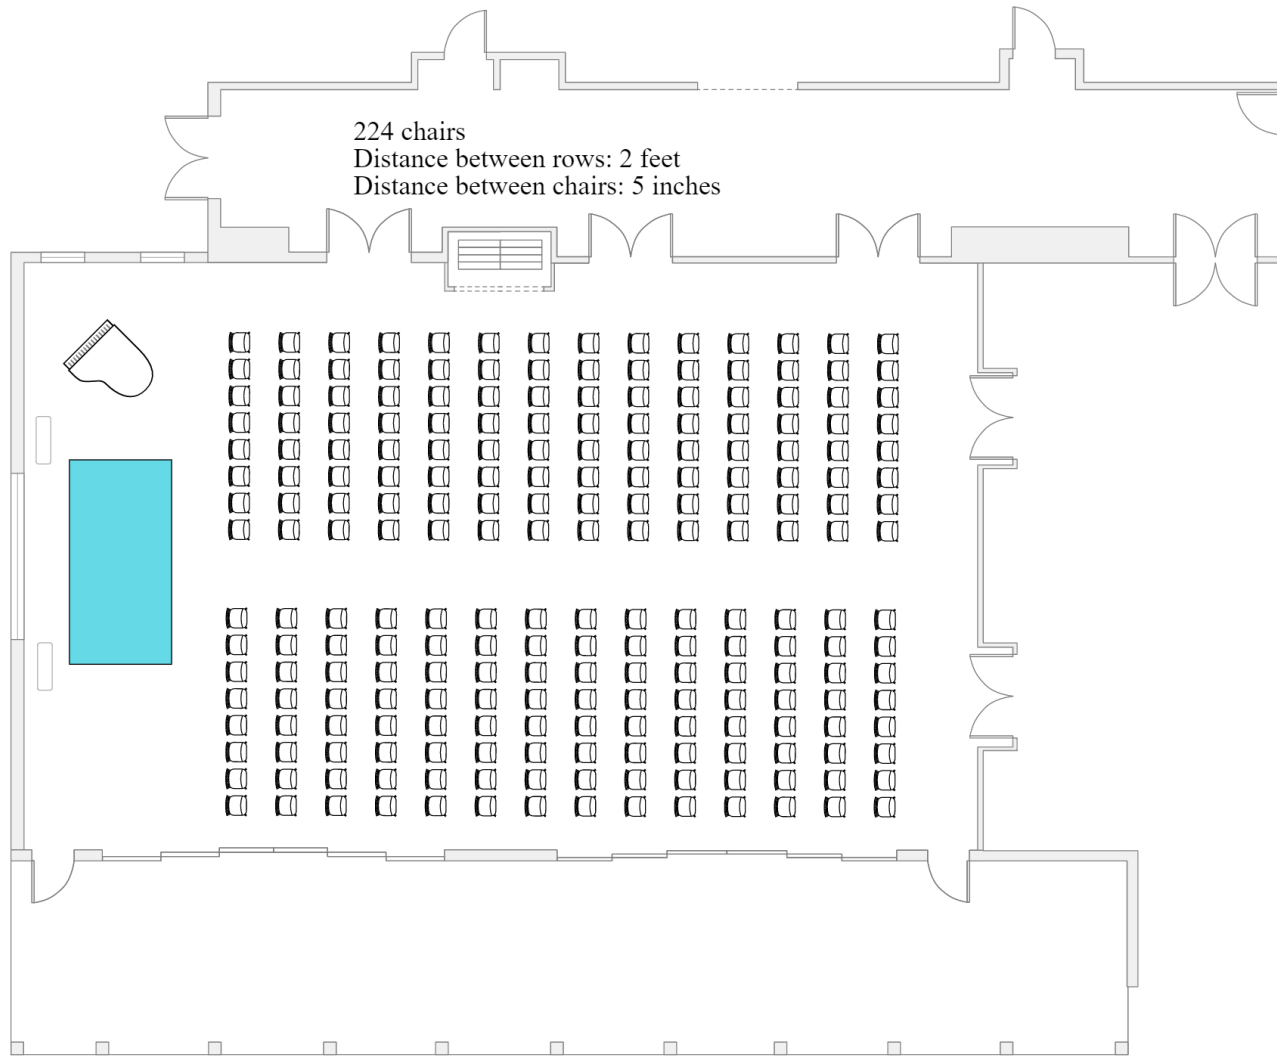 224 chairs
Distance between rows: 2 feet
Distance between chairs: 5 inches